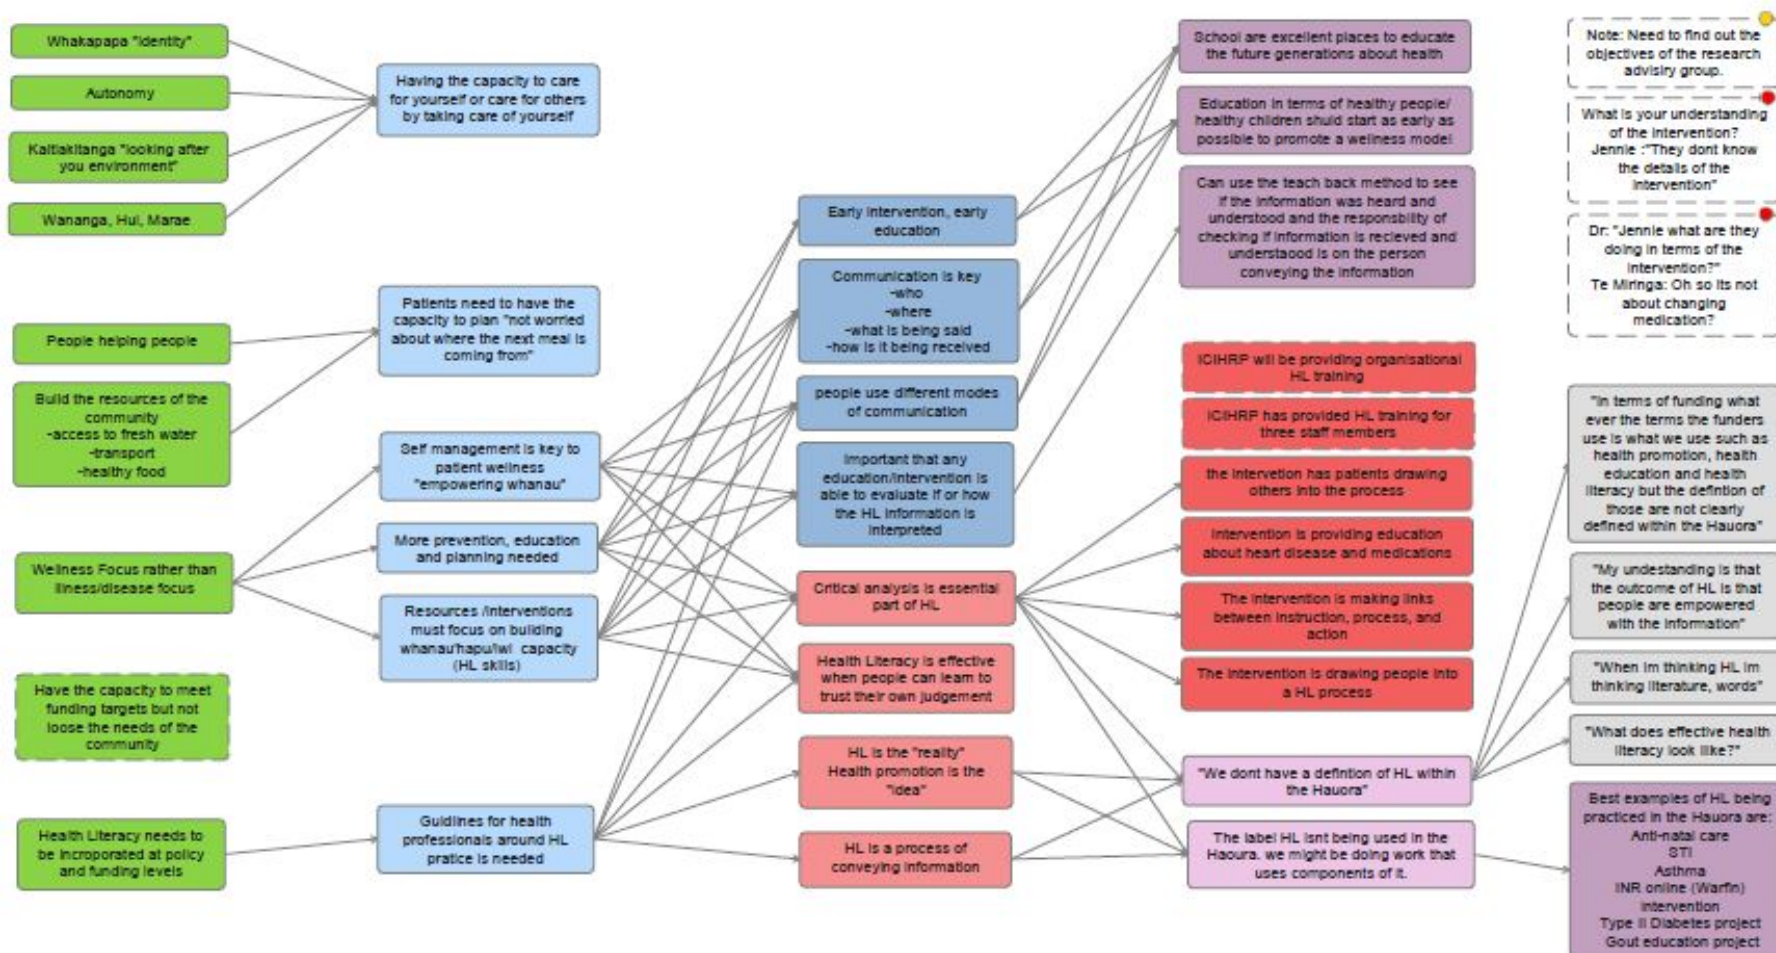 Whakapapa "identity"
Autonomy
Kaitiakitanga "looking after
you environment"
Wananga, Hui, Marae
People helping people
Build the resources of the
community
-access to fresh water
-transport
-healthy food
Wellness Focus rather than
illness/disease focus
Have the capacity to meet
funding targets but not
loose the needs of the
community
Health Literacy needs to
be incroporated at policy
and funding levels
Having the capacity to care
for yourself or care for others
by taking care of yourself
Patients need to have the
capacity to plan "not worried
about where the next meal is
coming from"
Self management is key to
patient wellness
"empowering whanau"
More prevention, education
and planning needed
Resources /interventions
must focus on building
whanau'hapu/iwi capacity
(HL skills)
Guidlines for health
professionals around HL
pratice is needed
Early intervention, early
education
Communication is key
-who
-where
-what is being said
-how is it being received
people use different modes
of communication
Important that any
education/intervention is
able to evaluate if or how
the HL information is
interpreted
Critical analysis is essential
part of HL
Health Literacy is effective
when people can learn to
trust their own judgement
HL is the "reality"
Health promotion is the
"idea"
HL is a process of
conveying information
School are excellent places to educate
the future generations about health
Education in terms of healthy people/
healthy children shuld start as early as
possible to promote a wellness model
Can use the teach back method to see
if the information was heard and
understood and the responsbility of
checking if information is recieved and
understaood is on the person
conveying the information
ICIHRP will be providing organisational
HL training
ICIHRP has provided HL training for
three staff members
the intervetion has patients drawing
others into the process
Intervention is providing education
about heart disease and medications
The intervention is making links
between instruction, process, and
action
The intervention is drawing people into
a HL process
"We dont have a defintion of HL within
the Hauora"
The label HL isnt being used in the
Haoura. we might be doing work that
uses components of it.
Note: Need to find out the
objectives of the research
advisiry group.
What is your understanding
of the intervention?
Jennie :"They dont know
the details of the
intervention"
Dr: "Jennie what are they
doing in terms of the
intervention?"
Te Miringa: Oh so its not
about changing
medication?
"In terms of funding what
ever the terms the funders
use is what we use such as
health promotion, health
education and health
literacy but the defintion of
those are not clearly
defined within the Hauora"
"My undestanding is that
the outcome of HL is that
people are empowered
with the information"
"When im thinking HL im
thinking literature, words"
"What does effective health
literacy look like?"
Best examples of HL being
practiced in the Hauora are:
Anti-natal care
STI
Asthma
INR online (Warfin)
intervention
Type II Diabetes project
Gout education project